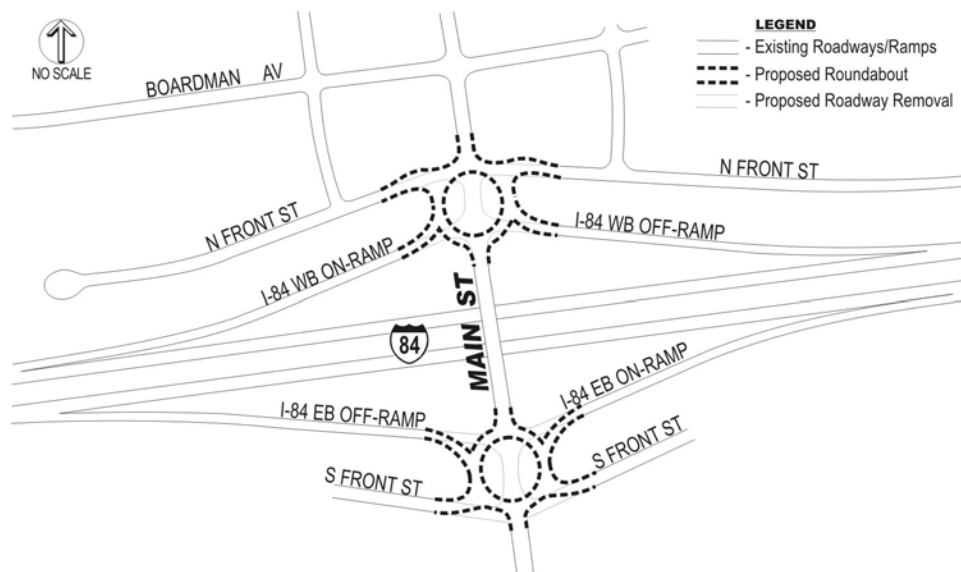 NO SCALE
LEGEND
- Existing Roadways/Ramps
- Proposed Roundabout
- Proposed Roadway Removal
BOARDMAN AV
N FRONT ST
N FRONT ST
I-84 WB OFF-RAMP
I-84 WB ON-RAMP
MAIN ST
84
I-84 EB ON-RAMP
I-84 EB OFF-RAMP
S FRONT ST
S FRONT ST